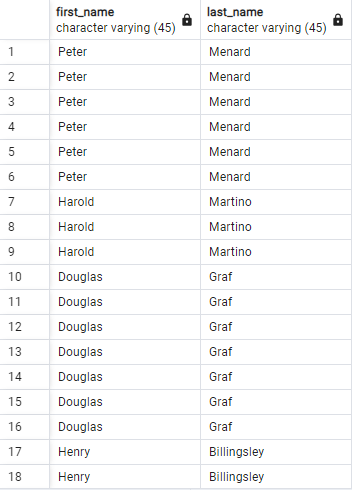 first_name last_name
character varying (45) character varying (45)
1 Peter Menard
2 Peter Menard
3 Peter Menard
4 Peter Menard
5 Peter Menard
6 Peter Menard
7 Harold Martino
8 Harold Martino
9 Harold Martino
10 Douglas Graf
11 Douglas Graf
12 Douglas Graf
13 Douglas Graf
14 Douglas Graf
15 Douglas Graf
16 Douglas Graf
17 Henry Billingsley
18 Henry Billingsley